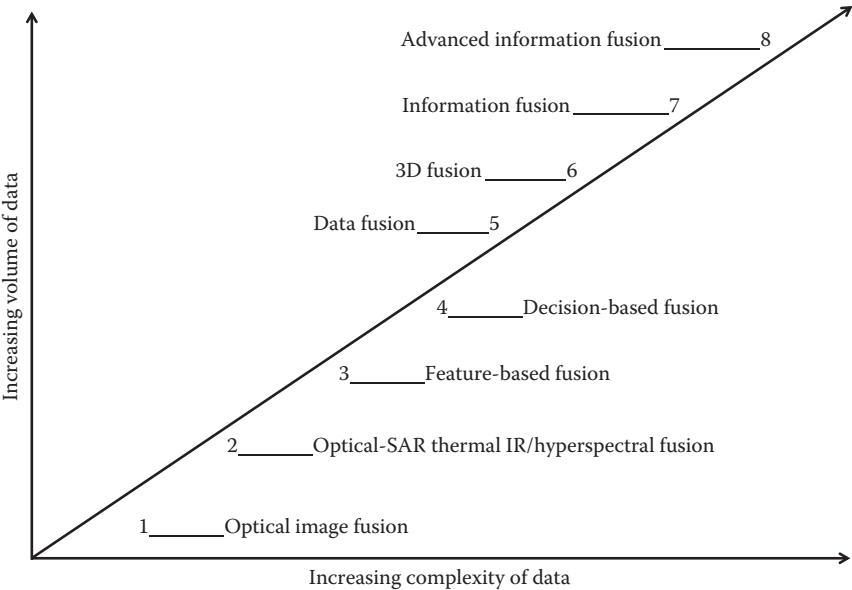 Advanced information fusion 8
Information fusion 7
3D fusion 6
Data fusion 5
4 Decision-based fusion
3 Feature-based fusion
2 Optical-SAR thermal IR/hyperspectral fusion
1 Optical image fusion
Increasing volume of data
Increasing complexity of data